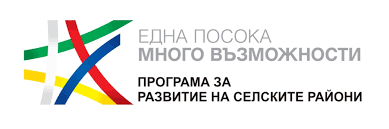 ЕДНА ПОСОКА
МНОГО ВЪЗМОЖНОСТИ
ПРОГРАМА ЗА
РАЗВИТИЕ НА СЕЛСКИТЕ РАЙОНИ